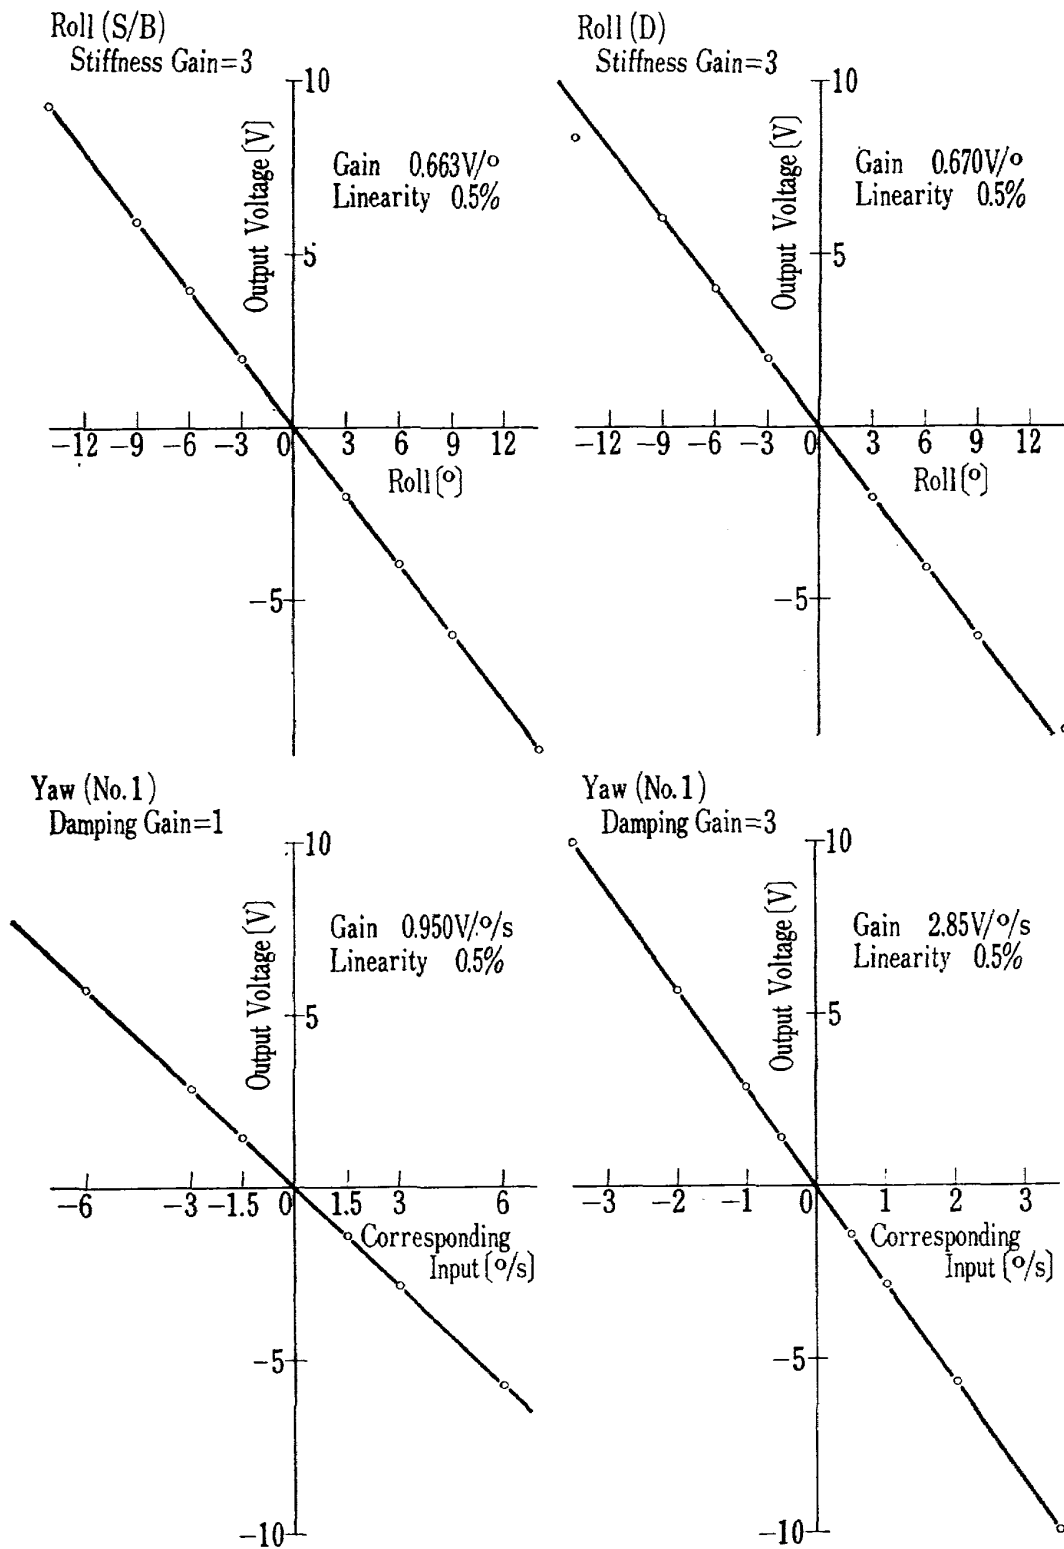 Roll (S/B)
Stiffness Gain=3
10
Output Voltage [V]
Gain 0.663V/°
Linearity 0.5%
5
−12 −9 −6 −3 0 3 6 9 12
Roll [°]
−5
Roll (D)
Stiffness Gain=3
10
Output Voltage [V]
Gain 0.670V/°
Linearity 0.5%
5
−12 −9 −6 −3 0 3 6 9 12
Roll [°]
−5
Yaw (No.1)
Damping Gain=1
10
Output Voltage [V]
Gain 0.950V/°/s
Linearity 0.5%
5
−6 −3 −1.5 0 1.5 3 6
Corresponding
Input [°/s]
−5
−10
Yaw (No.1)
Damping Gain=3
10
Output Voltage [V]
Gain 2.85V/°/s
Linearity 0.5%
5
−3 −2 −1 0 1 2 3
Corresponding
Input [°/s]
−5
−10